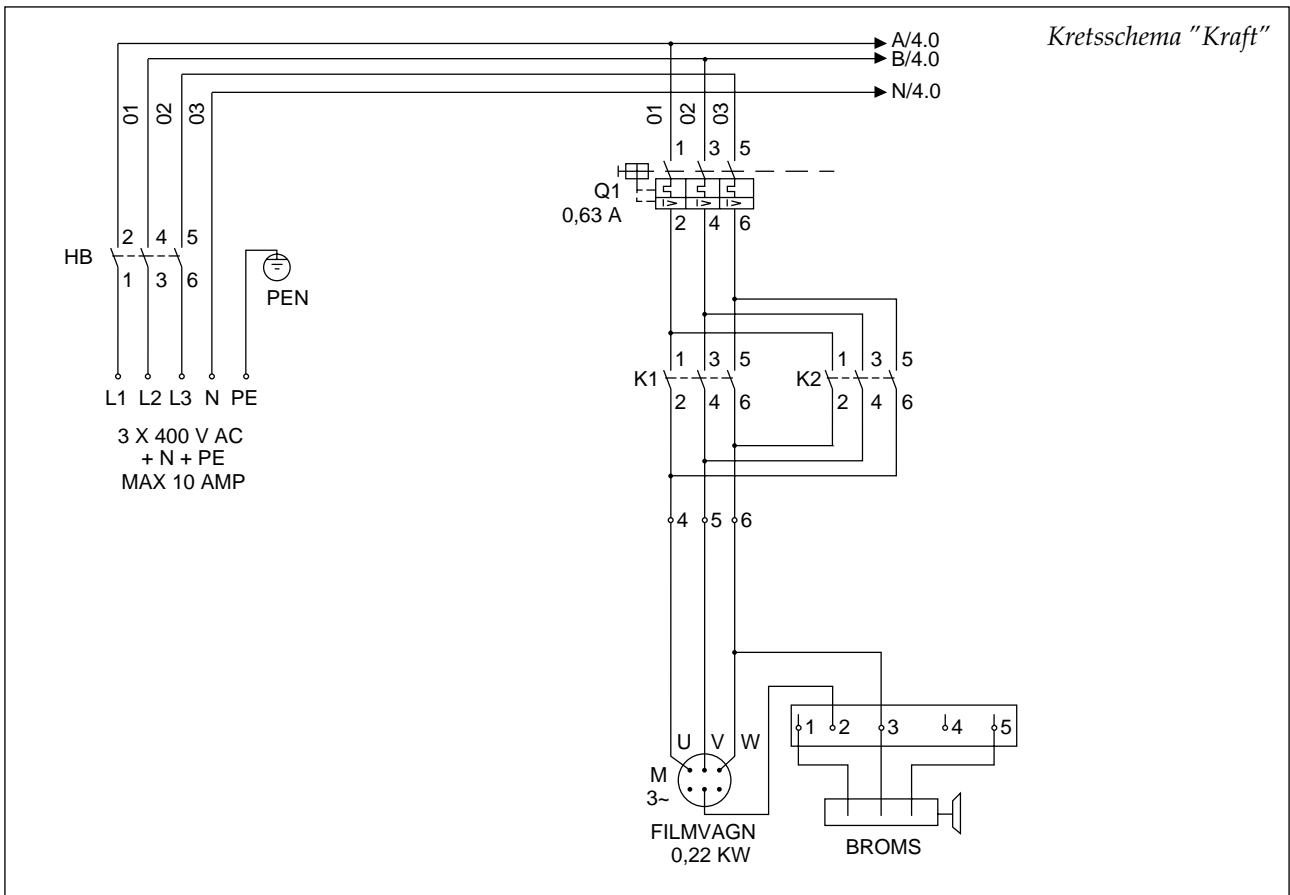 Kretsschema "Kraft"
A/4.0
B/4.0
N/4.0
01 02 03
01 02 03
1 3 5
Q1
0,63 A
I> I> I>
2 4 6
2 4 5
HB
1 3 6
PEN
1 3 5
K1
2 4 6
1 3 5
K2
2 4 6
L1 L2 L3 N PE
3 X 400 V AC
+ N + PE
MAX 10 AMP
4 5 6
1 2 3 4 5
U V W
M
3~
FILMVAGN
0,22 KW
BROMS